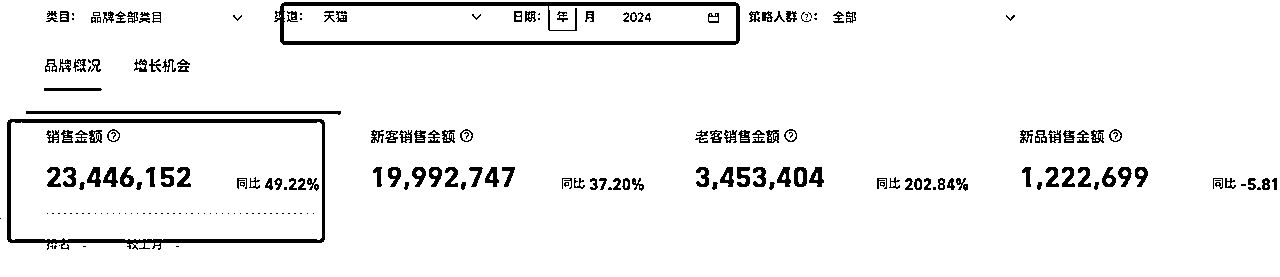 类目： 品牌全部类目 渠道： 天猫 日期： 年 月 2024 策略人群?： 全部
品牌概况 增长机会
销售金额? 新客销售金额? 老客销售金额? 新品销售金额?
23,446,152 同比 49.22% 19,992,747 同比 37.20% 3,453,404 同比 202.84% 1,222,699 同比 -5.81
排名 - 较上月 -